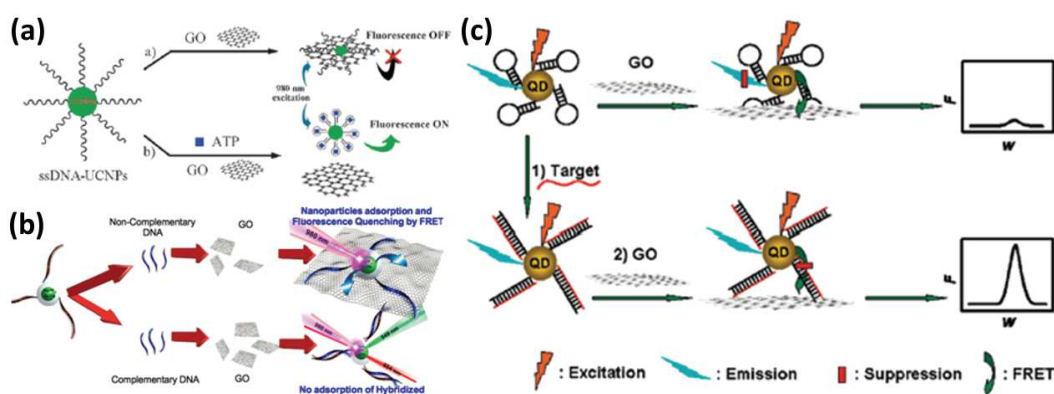 (a)
GO
a)
Fluorescence OFF
980 nm
excitation
ATP
b)
GO
Fluorescence ON
ssDNA-UCNPs
(b)
Non-Complementary
DNA
GO
Nanoparticles adsorption and
Fluorescence Quenching by FRET
980 nm
Complementary DNA
GO
No adsorption of Hybridized
(c)
QD
GO
QD
F
W
1) Target
QD
2) GO
QD
F
W
: Excitation
: Emission
: Suppression
: FRET